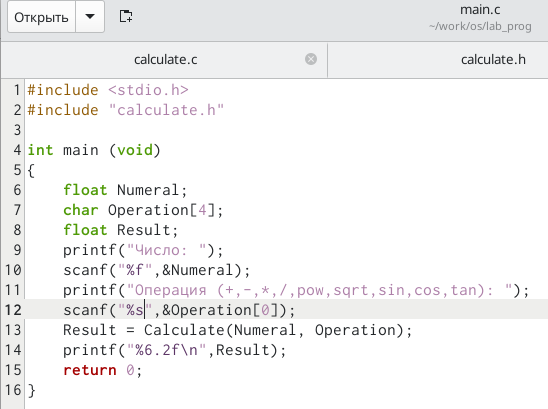 Открыть
main.c
~/work/os/lab_prog
calculate.c
calculate.h
1 #include <stdio.h>
2 #include "calculate.h"
3
4 int main (void)
5 {
6     float Numeral;
7     char Operation[4];
8     float Result;
9     printf("Число: ");
10     scanf("%f",&Numeral);
11     printf("Операция (+,-,*,/,pow,sqrt,sin,cos,tan): ");
12     scanf("%s",&Operation[0]);
13     Result = Calculate(Numeral, Operation);
14     printf("%6.2f\n",Result);
15     return 0;
16 }